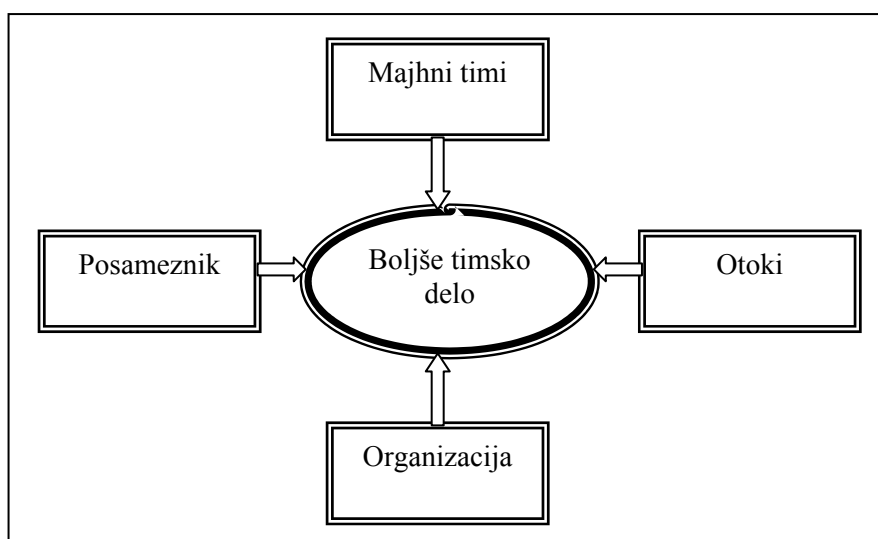 Majhni timi
Posameznik
Boljše timsko
delo
Otoki
Organizacija